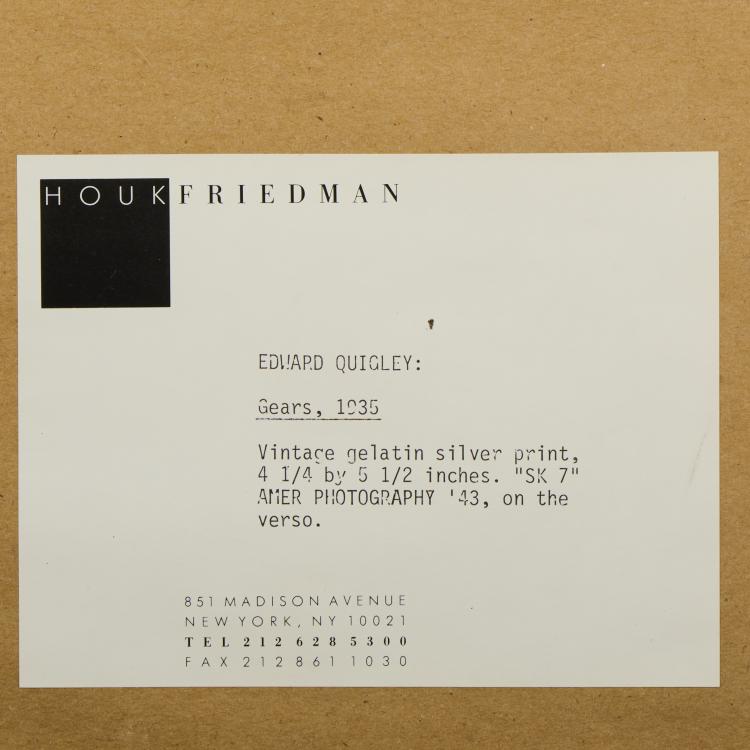 HOUK FRIEDMAN
EDWARD QUIGLEY:
Gears, 1935
Vintage gelatin silver print,
4 1/4 by 5 1/2 inches. "SK 7"
AMER PHOTOGRAPHY '43, on the
verso.
851 MADISON AVENUE
NEW YORK, NY 10021
TEL 212 628 5300
FAX 212 861 1030